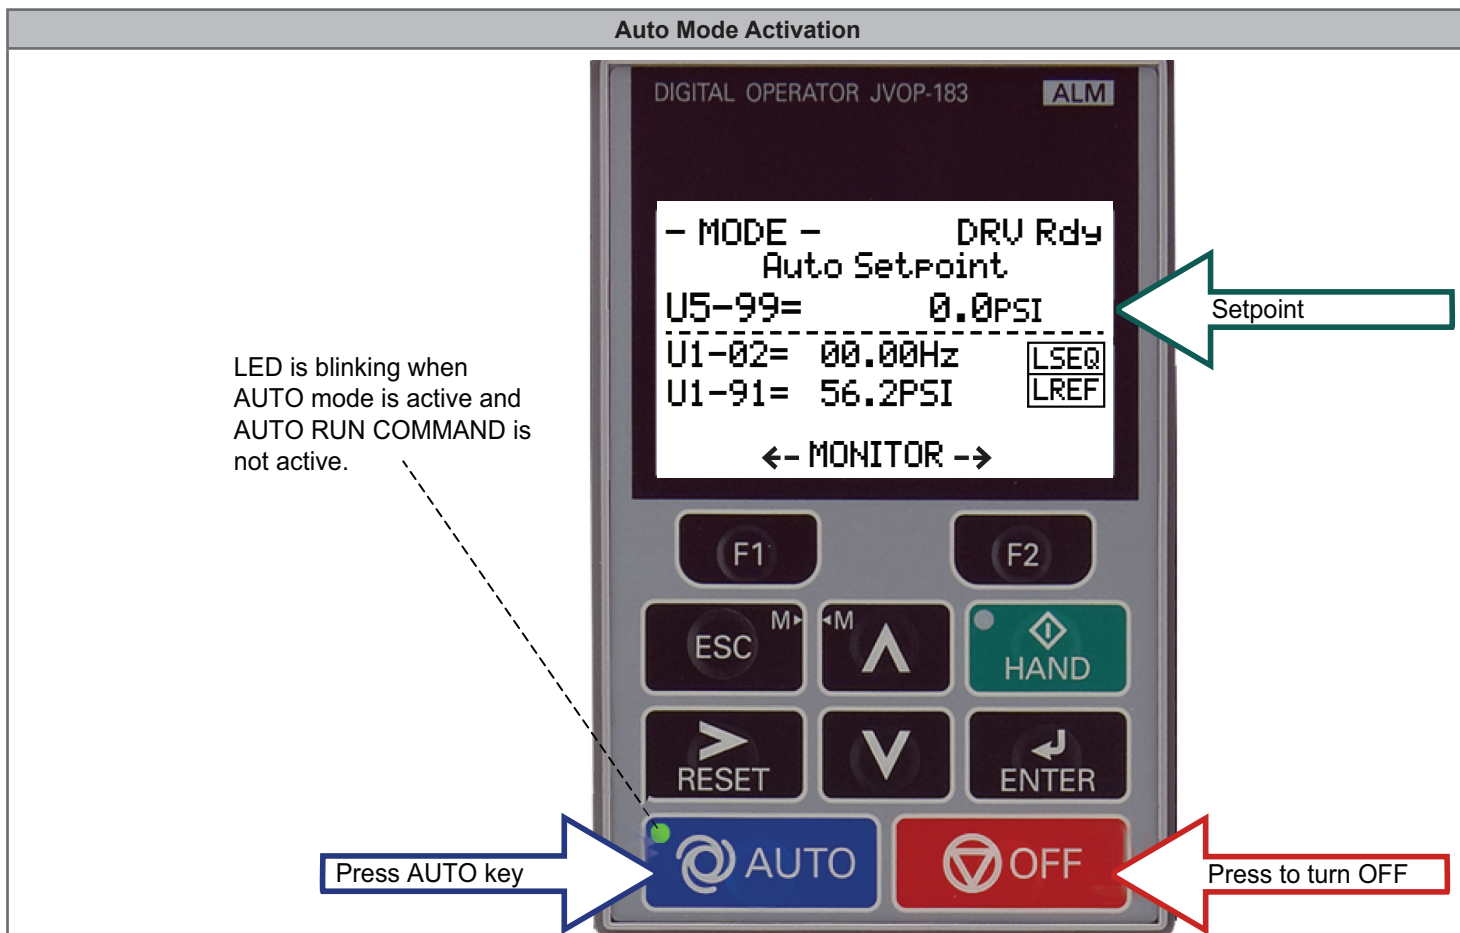 Auto Mode Activation
DIGITAL OPERATOR JVOP-183 ALM
- MODE - DRV Rdy
Auto Setpoint
U5-99= 0.0PSI
U1-02= 00.00Hz LSEQ
U1-91= 56.2PSI LREF
←- MONITOR -→
Setpoint
LED is blinking when
AUTO mode is active and
AUTO RUN COMMAND is
not active.
F1 F2
ESC M▸ ◂M HAND
RESET ENTER
Press AUTO key
AUTO OFF
Press to turn OFF